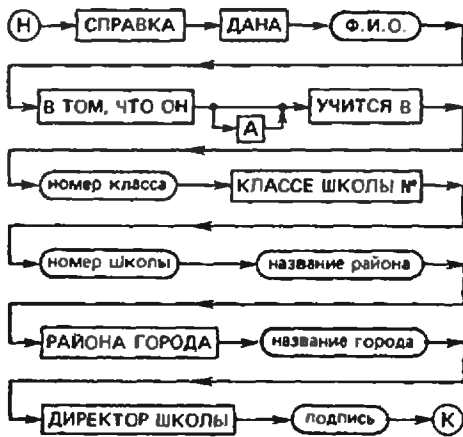 Н СПРАВКА ДАНА Ф.И.О.
В ТОМ, ЧТО ОН А УЧИТСЯ В
номер класса КЛАССЕ ШКОЛЫ №
номер школы название района
РАЙОНА ГОРОДА название города
ДИРЕКТОР ШКОЛЫ подпись К